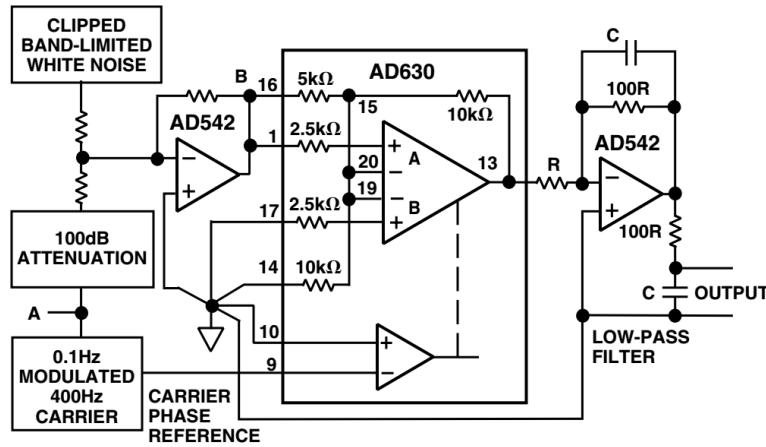 CLIPPED
BAND-LIMITED
WHITE NOISE
B
16
5kΩ
AD630
15
10kΩ
C
100R
AD542
AD542
1
2.5kΩ
+
A
20
−
19
−
B
+
13
R
−
+
−
+
17
2.5kΩ
100R
100dB
ATTENUATION
14
10kΩ
A
C
OUTPUT
10
+
9
−
0.1Hz
MODULATED
400Hz
CARRIER
CARRIER
PHASE
REFERENCE
LOW-PASS
FILTER